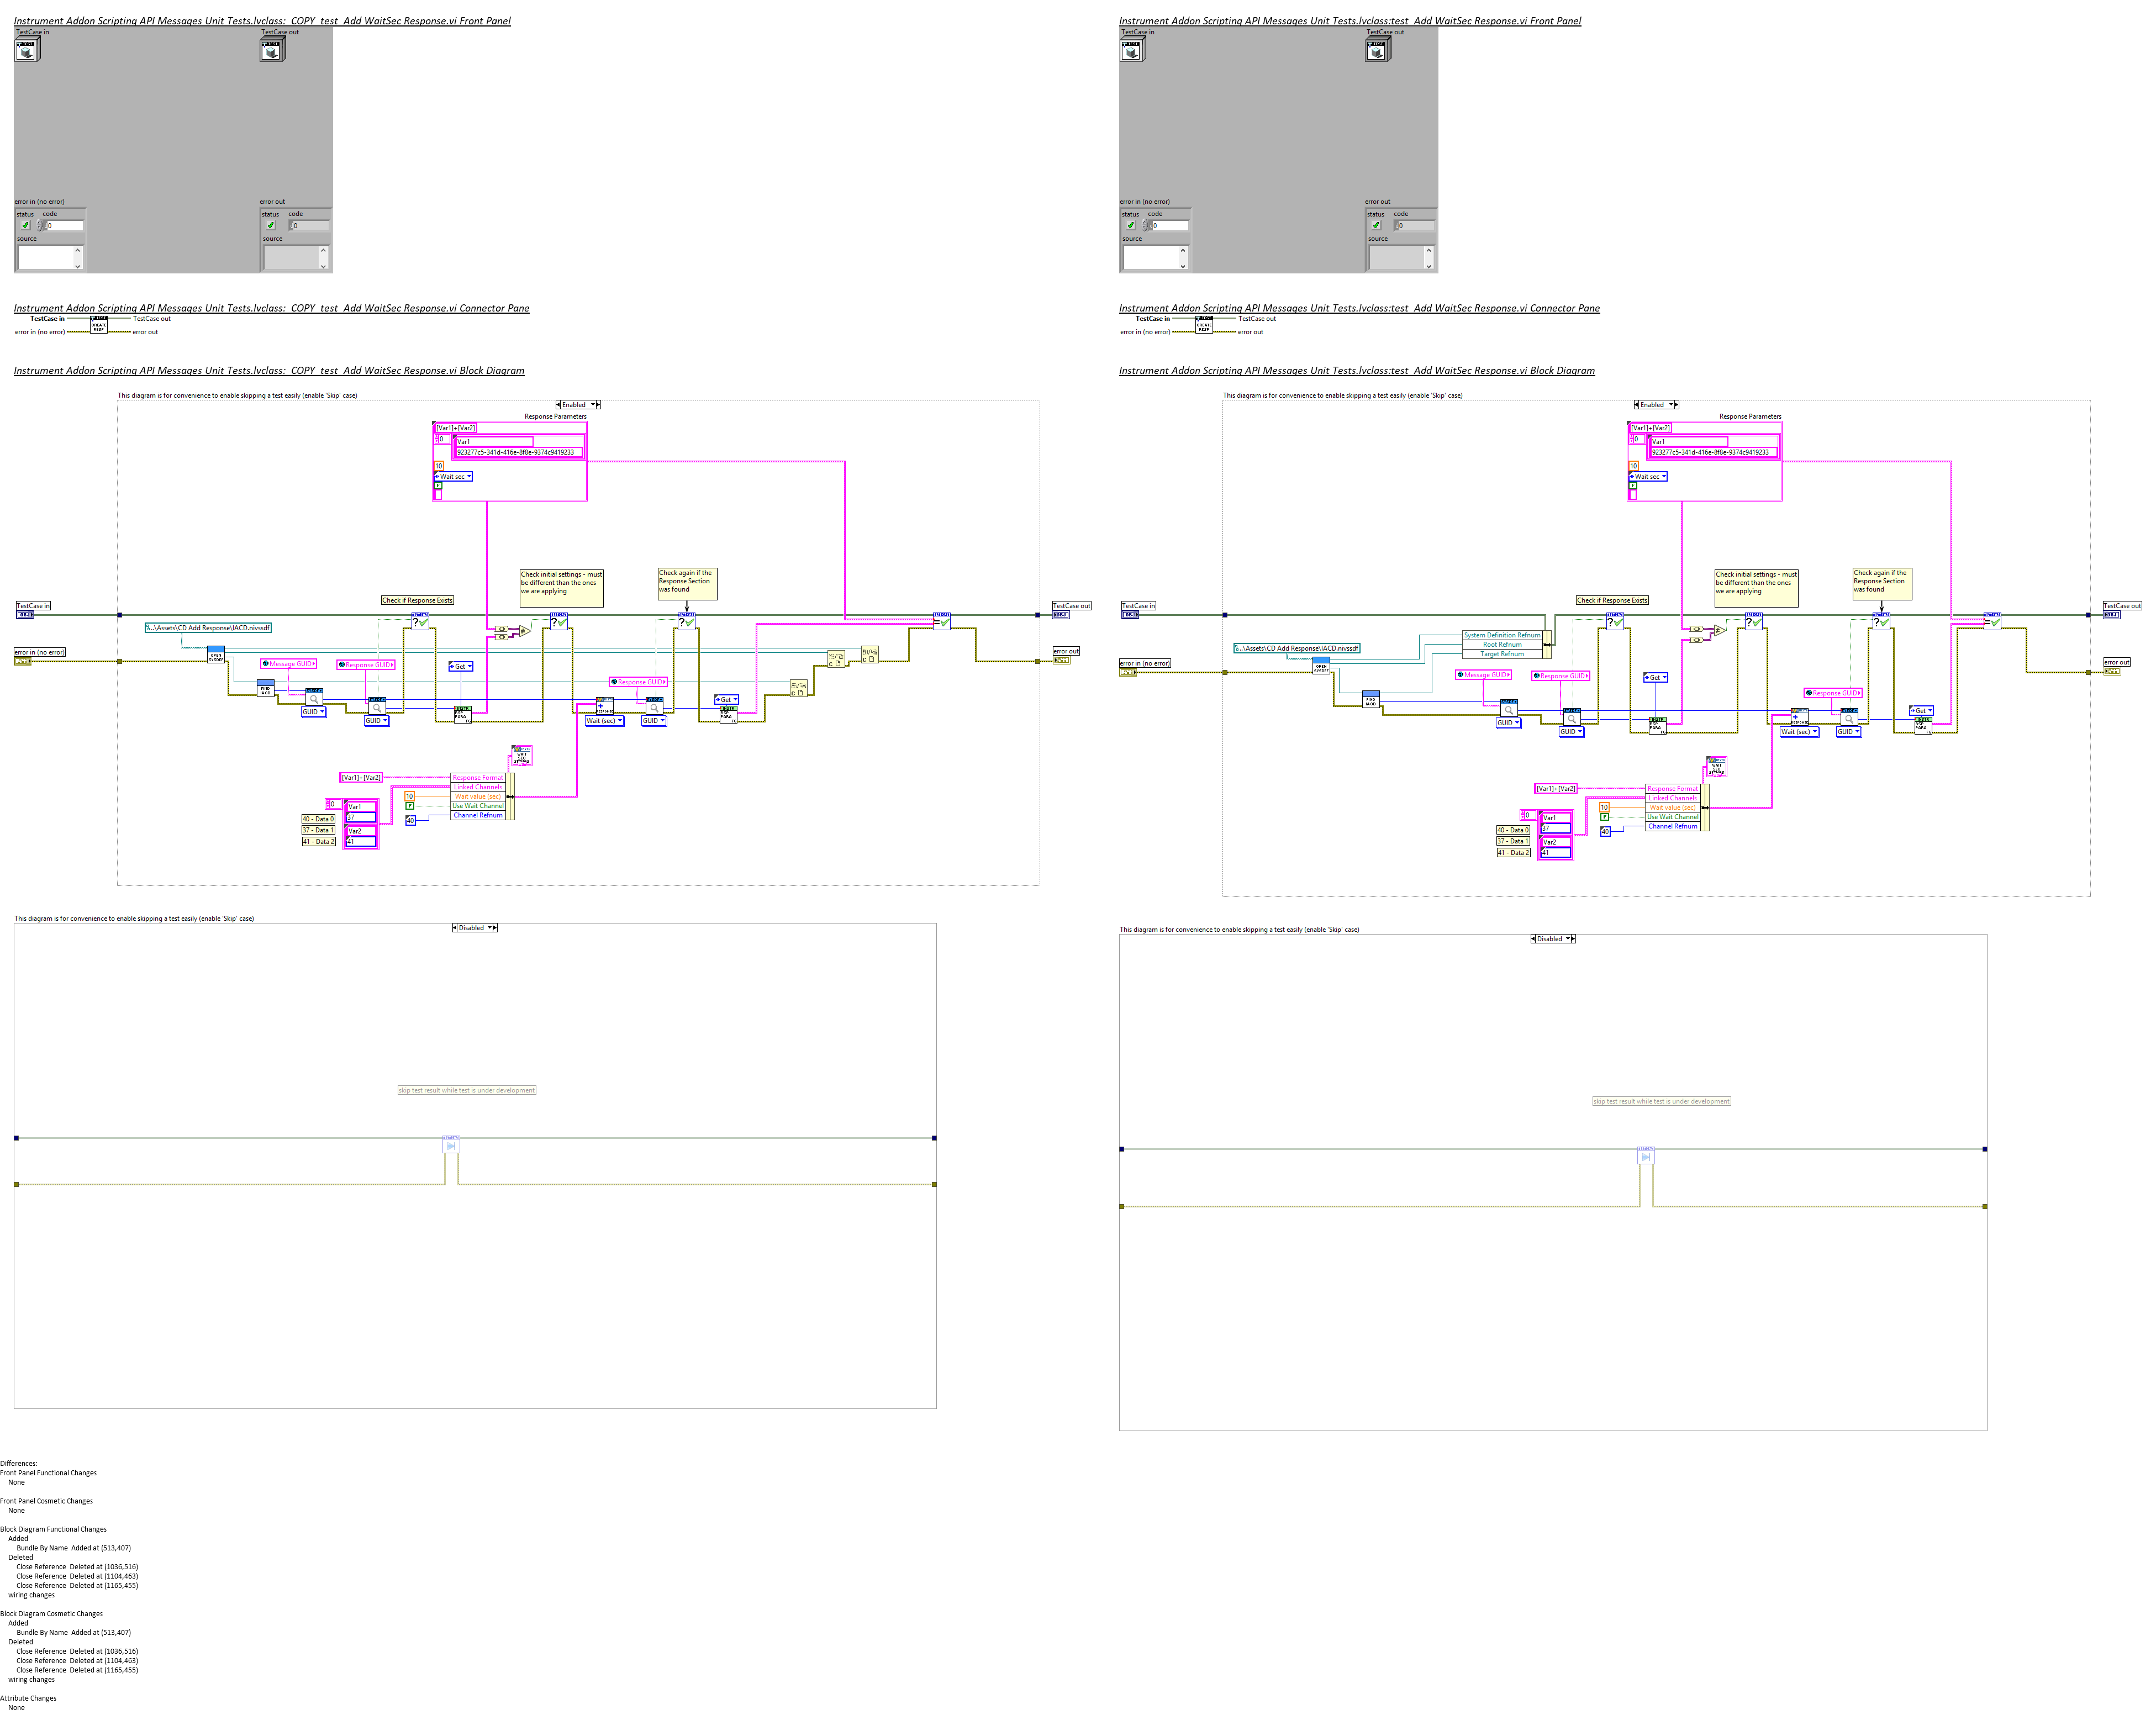 Instrument Addon Scripting API Messages Unit Tests.lvclass:_COPY_test_Add WaitSec Response.vi Front Panel
TestCase in
TestCase out
error in (no error)
error out
status
code
0
status
code
0
source
source
Instrument Addon Scripting API Messages Unit Tests.lvclass:_COPY_test_Add WaitSec Response.vi Connector Pane
TestCase in
TestCase out
error in (no error)
error out
Instrument Addon Scripting API Messages Unit Tests.lvclass:_COPY_test_Add WaitSec Response.vi Block Diagram
This diagram is for convenience to enable skipping a test easily (enable 'Skip' case)
Enabled
Response Parameters
[Var1]+[Var2]
0
Var1
923277c5-341d-416e-8f8e-9374c9419233
10
Wait sec
F
Check if Response Exists
Check initial settings - must
be different than the ones
we are applying
Check again if the
Response Section
was found
TestCase in
TestCase out
..\Assets\CD Add Response\IACD.nivssdf
error in (no error)
error out
Message GUID
Response GUID
Get
Response GUID
Get
GUID
GUID
Wait (sec)
GUID
[Var1]+[Var2]
Response Format
Linked Channels
10
Wait value (sec)
F
Use Wait Channel
40
Channel Refnum
0
Var1
37
Var2
41
40 - Data 0
37 - Data 1
41 - Data 2
This diagram is for convenience to enable skipping a test easily (enable 'Skip' case)
Disabled
skip test result while test is under development
Differences:
Front Panel Functional Changes
None
Front Panel Cosmetic Changes
None
Block Diagram Functional Changes
Added
Bundle By Name  Added at (513,407)
Deleted
Close Reference  Deleted at (1036,516)
Close Reference  Deleted at (1104,463)
Close Reference  Deleted at (1165,455)
wiring changes
Block Diagram Cosmetic Changes
Added
Bundle By Name  Added at (513,407)
Deleted
Close Reference  Deleted at (1036,516)
Close Reference  Deleted at (1104,463)
Close Reference  Deleted at (1165,455)
wiring changes
Attribute Changes
None
Instrument Addon Scripting API Messages Unit Tests.lvclass:test_Add WaitSec Response.vi Front Panel
TestCase in
TestCase out
error in (no error)
error out
status
code
0
status
code
0
source
source
Instrument Addon Scripting API Messages Unit Tests.lvclass:test_Add WaitSec Response.vi Connector Pane
TestCase in
TestCase out
error in (no error)
error out
Instrument Addon Scripting API Messages Unit Tests.lvclass:test_Add WaitSec Response.vi Block Diagram
This diagram is for convenience to enable skipping a test easily (enable 'Skip' case)
Enabled
Response Parameters
[Var1]+[Var2]
0
Var1
923277c5-341d-416e-8f8e-9374c9419233
10
Wait sec
F
Check if Response Exists
Check initial settings - must
be different than the ones
we are applying
Check again if the
Response Section
was found
TestCase in
TestCase out
System Definition Refnum
Root Refnum
Target Refnum
..\Assets\CD Add Response\IACD.nivssdf
error in (no error)
error out
Message GUID
Response GUID
Get
Response GUID
Get
GUID
GUID
Wait (sec)
GUID
[Var1]+[Var2]
Response Format
Linked Channels
10
Wait value (sec)
F
Use Wait Channel
40
Channel Refnum
0
Var1
37
Var2
41
40 - Data 0
37 - Data 1
41 - Data 2
This diagram is for convenience to enable skipping a test easily (enable 'Skip' case)
Disabled
skip test result while test is under development